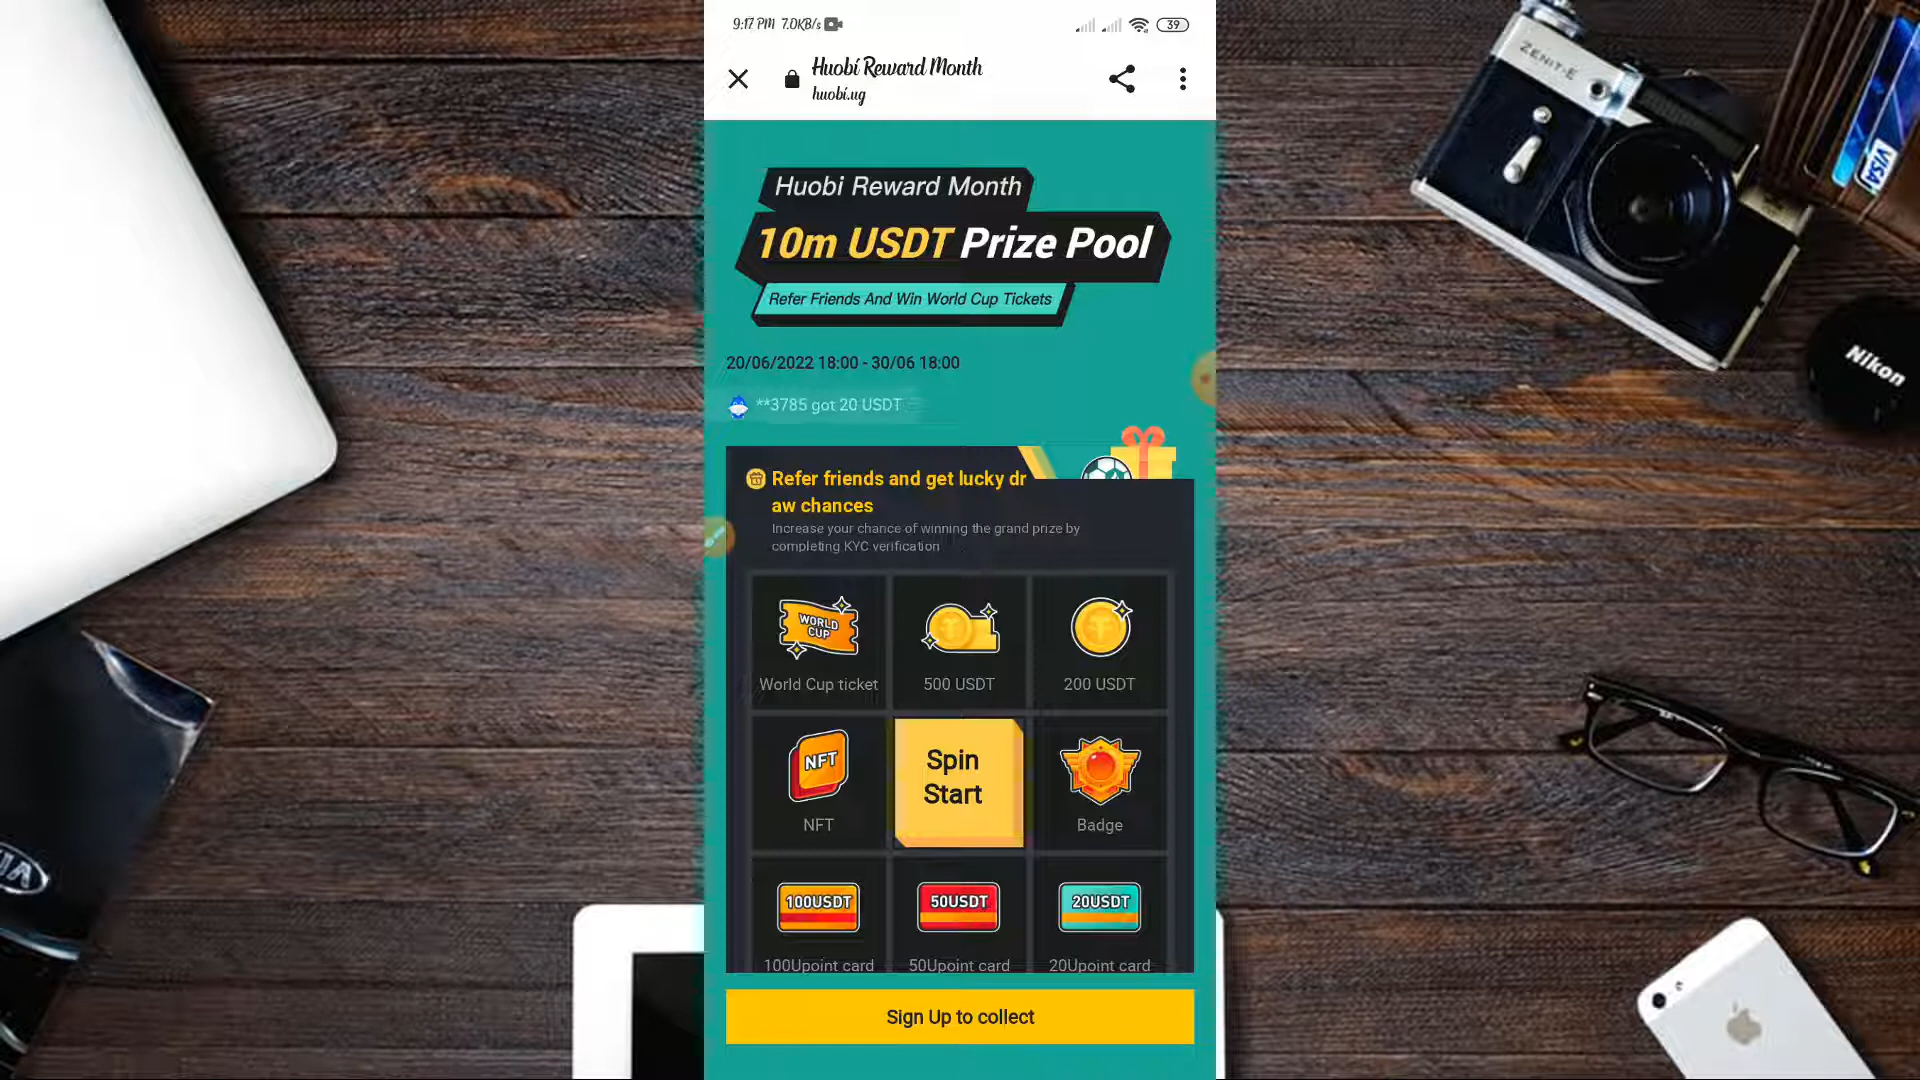 9:17 PM 7.0KB/s
39
Huobi Reward Month
huobi.ug
Huobi Reward Month
10m USDT Prize Pool
Refer Friends And Win World Cup Tickets
20/06/2022 18:00 - 30/06 18:00
**3785 got 20 USDT
Refer friends and get lucky dr
aw chances
Increase your chance of winning the grand prize by
completing KYC verification
WORLD
CUP
World Cup ticket
500 USDT
200 USDT
NFT
NFT
Spin
Start
Badge
100USDT
50USDT
20USDT
100Upoint card
50Upoint card
20Upoint card
Sign Up to collect
ZENIT-E
VISA
Nikon